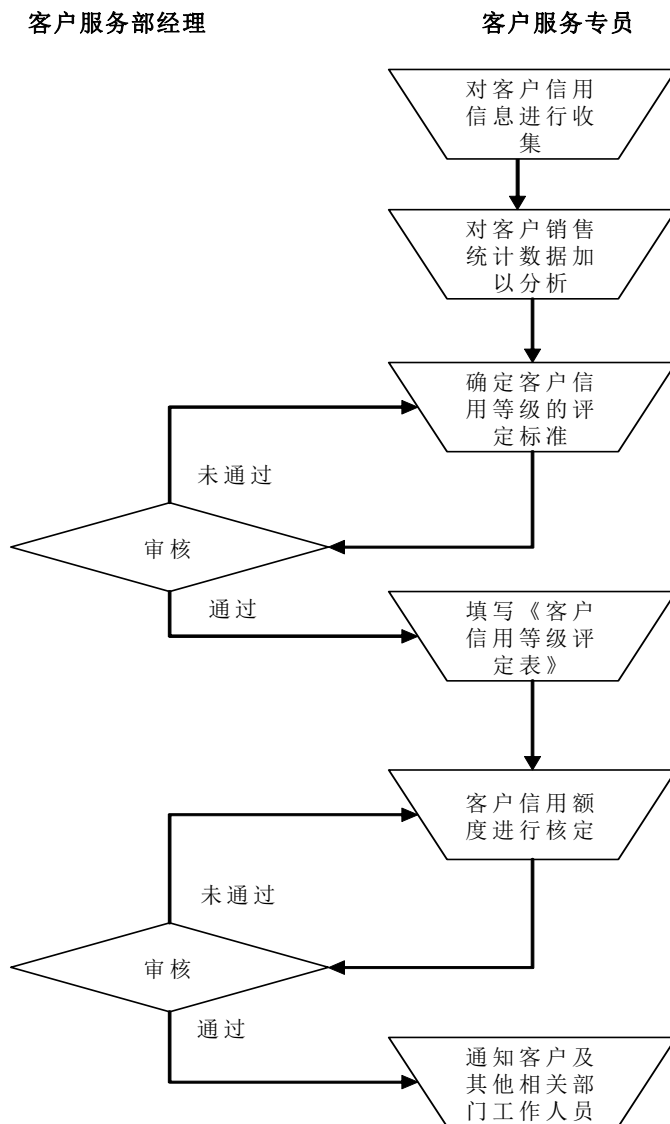 客户服务部经理
客户服务专员
对客户信用
信息进行收
集
对客户销售
统计数据加
以分析
确定客户信
用等级的评
定标准
未通过
审核
通过
填写《客户
信用等级评
定表》
客户信用额
度进行核定
未通过
审核
通过
通知客户及
其他相关部
门工作人员